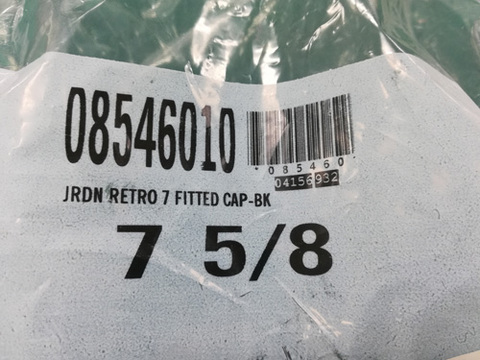 08546010
085460
04156932
JRDN RETRO 7 FITTED CAP-BK
7 5/8